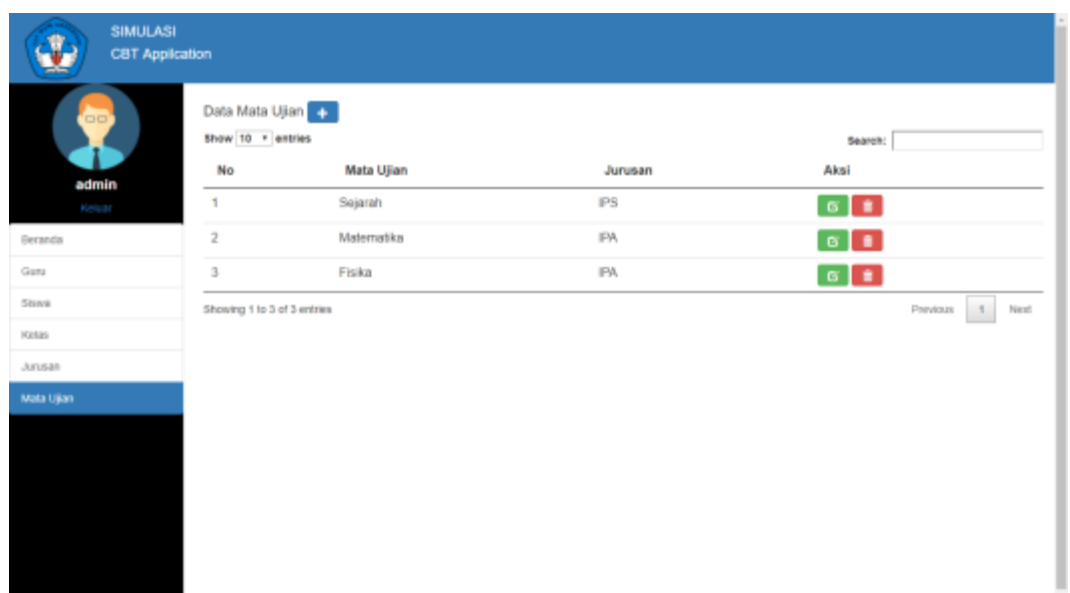 SIMULASI
CBT Application
admin
Keluar
Beranda
Guru
Siswa
Kelas
Jurusan
Mata Ujian
Data Mata Ujian +
Show 10 entries
Search:
No Mata Ujian Jurusan Aksi
1 Sejarah IPS
2 Matematika IPA
3 Fisika IPA
Showing 1 to 3 of 3 entries
Previous 1 Next